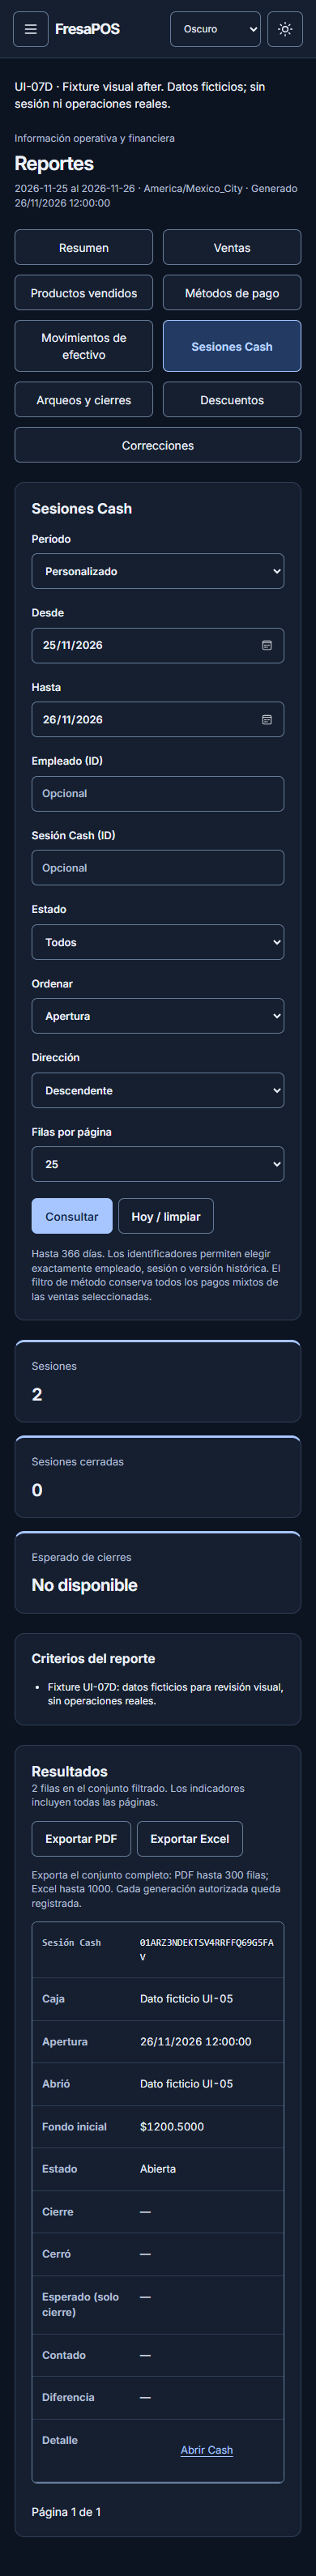 FresaPOS
Oscuro
UI-07D · Fixture visual after. Datos ficticios; sin
sesión ni operaciones reales.
Información operativa y financiera
Reportes
2026-11-25 al 2026-11-26 · America/Mexico_City · Generado
26/11/2026 12:00:00
Resumen
Ventas
Productos vendidos
Métodos de pago
Movimientos de
efectivo
Sesiones Cash
Arqueos y cierres
Descuentos
Correcciones
Sesiones Cash
Período
Personalizado
Desde
25/11/2026
Hasta
26/11/2026
Empleado (ID)
Opcional
Sesión Cash (ID)
Opcional
Estado
Todos
Ordenar
Apertura
Dirección
Descendente
Filas por página
25
Consultar
Hoy / limpiar
Hasta 366 días. Los identificadores permiten elegir
exactamente empleado, sesión o versión histórica. El
filtro de método conserva todos los pagos mixtos de
las ventas seleccionadas.
Sesiones
2
Sesiones cerradas
0
Esperado de cierres
No disponible
Criterios del reporte
• Fixture UI-07D: datos ficticios para revisión visual,
sin operaciones reales.
Resultados
2 filas en el conjunto filtrado. Los indicadores
incluyen todas las páginas.
Exportar PDF
Exportar Excel
Exporta el conjunto completo: PDF hasta 300 filas;
Excel hasta 1000. Cada generación autorizada queda
registrada.
Sesión Cash 01ARZ3NDEKTSV4RRFFQ69G5FA
V
Caja Dato ficticio UI-05
Apertura 26/11/2026 12:00:00
Abrió Dato ficticio UI-05
Fondo inicial $1200.5000
Estado Abierta
Cierre —
Cerró —
Esperado (solo —
cierre)
Contado —
Diferencia —
Detalle Abrir Cash
Página 1 de 1